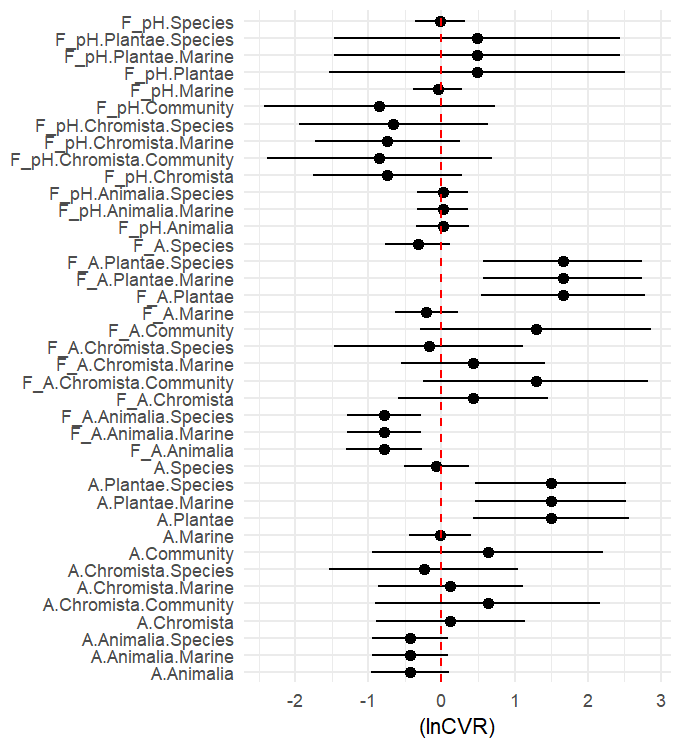 F_pH.Species
F_pH.Plantae.Species
F_pH.Plantae.Marine
F_pH.Plantae
F_pH.Marine
F_pH.Community
F_pH.Chromista.Species
F_pH.Chromista.Marine
F_pH.Chromista.Community
F_pH.Chromista
F_pH.Animalia.Species
F_pH.Animalia.Marine
F_pH.Animalia
F_A.Species
F_A.Plantae.Species
F_A.Plantae.Marine
F_A.Plantae
F_A.Marine
F_A.Community
F_A.Chromista.Species
F_A.Chromista.Marine
F_A.Chromista.Community
F_A.Chromista
F_A.Animalia.Species
F_A.Animalia.Marine
F_A.Animalia
A.Species
A.Plantae.Species
A.Plantae.Marine
A.Plantae
A.Marine
A.Community
A.Chromista.Species
A.Chromista.Marine
A.Chromista.Community
A.Chromista
A.Animalia.Species
A.Animalia.Marine
A.Animalia
-2 -1 0 1 2 3
(lnCVR)